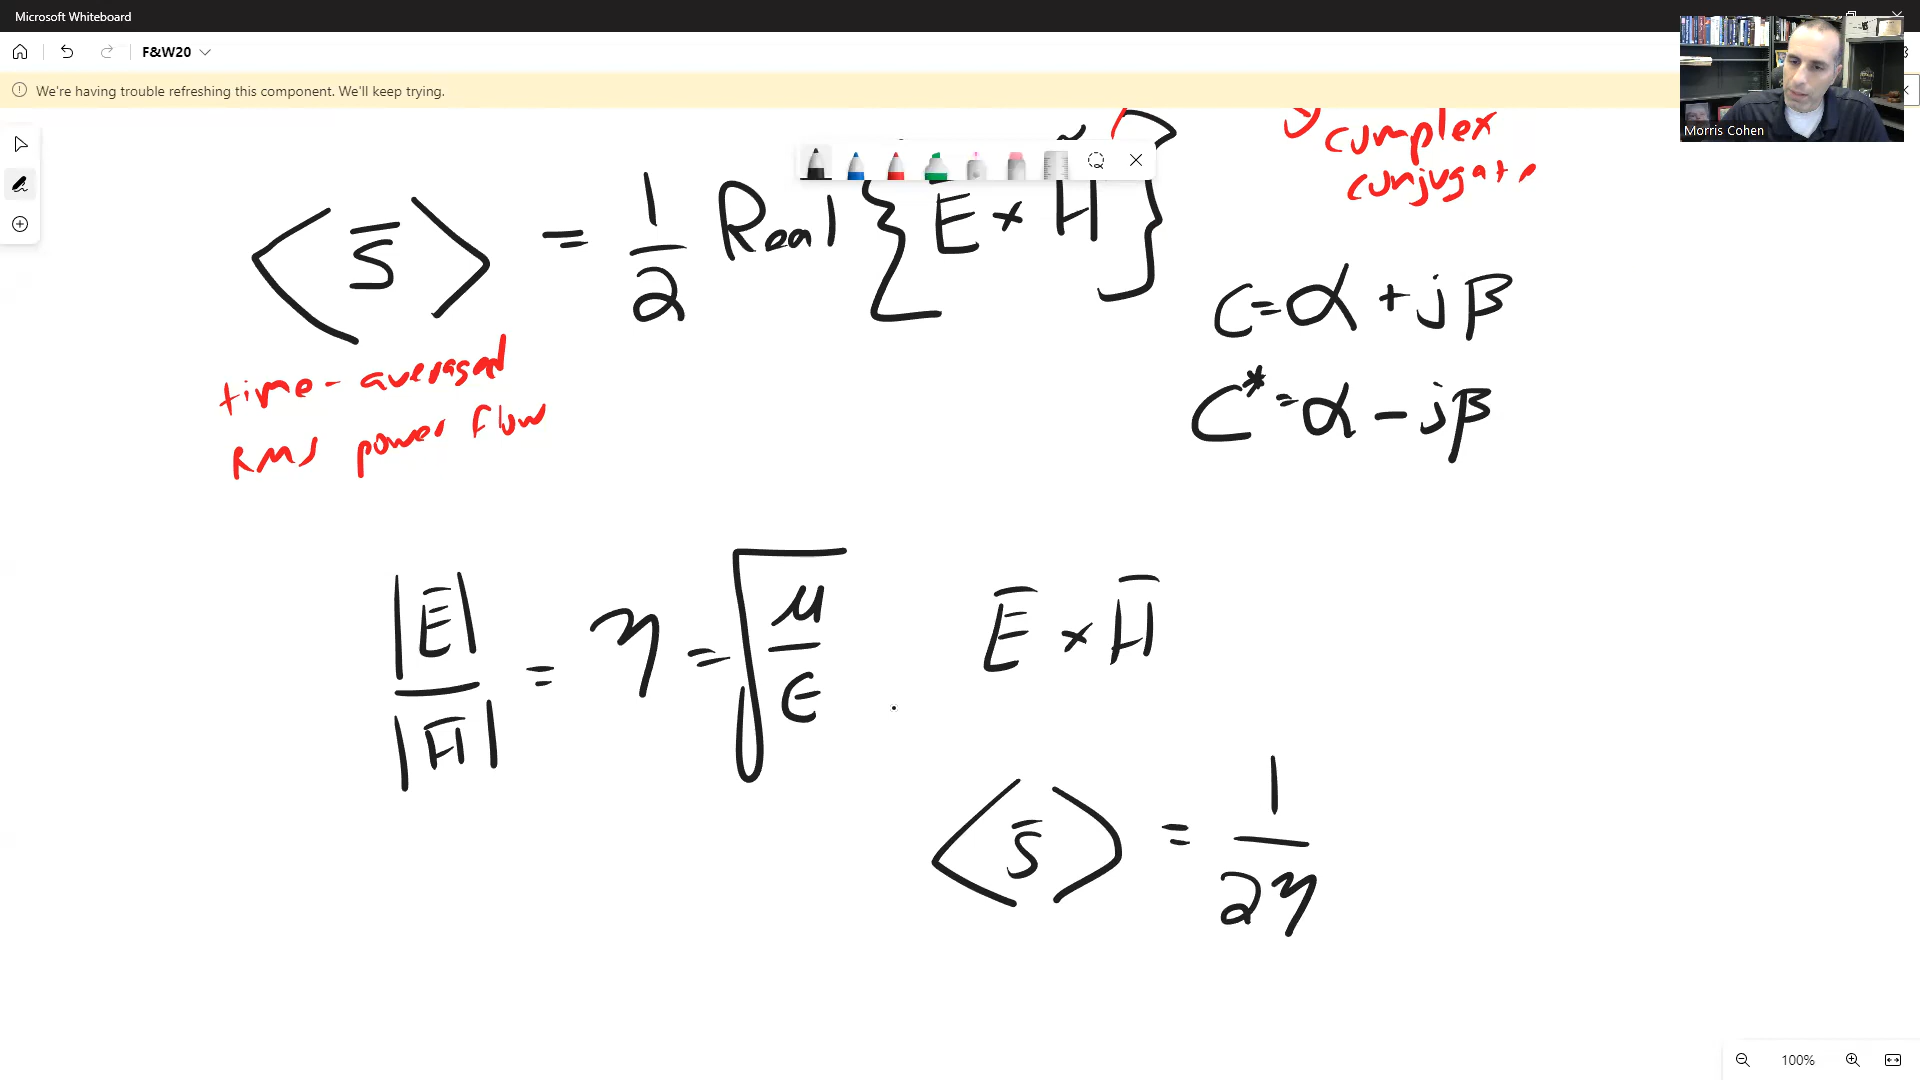 Microsoft Whiteboard
F&W20
We're having trouble refreshing this component. We'll keep trying.
Morris Cohen
complex
conjugate
⟨S̄⟩ = 1/2 Real {Ē × H̃}
C = α + jβ
C* = α − jβ
time-averaged
RMS power flow
|Ē|/|H̄| = η = √(μ/ϵ)
Ē × H̄
⟨S̄⟩ = 1/2η
100%